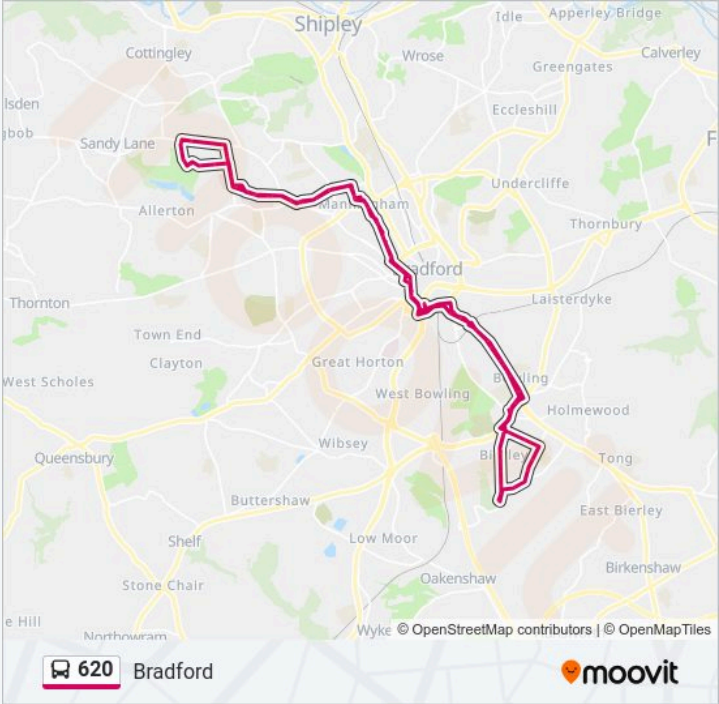 Shipley
Idle
Apperley Bridge
Cottingley
Wrose
Calverley
Greengates
lsden
Eccleshill
gbob
Sandy Lane
F
Undercliffe
Allerton
Manningham
Thornbury
Bradford
Thornton
Laisterdyke
Town End
Clayton
Great Horton
West Scholes
Bowling
West Bowling
Holmewood
Wibsey
Bierley
Queensbury
Tong
Buttershaw
East Bierley
Shelf
Low Moor
Birkenshaw
Oakenshaw
Stone Chair
e Hill
Northowram
Wyke
© OpenStreetMap contributors | © OpenMapTiles
620 Bradford
moovit